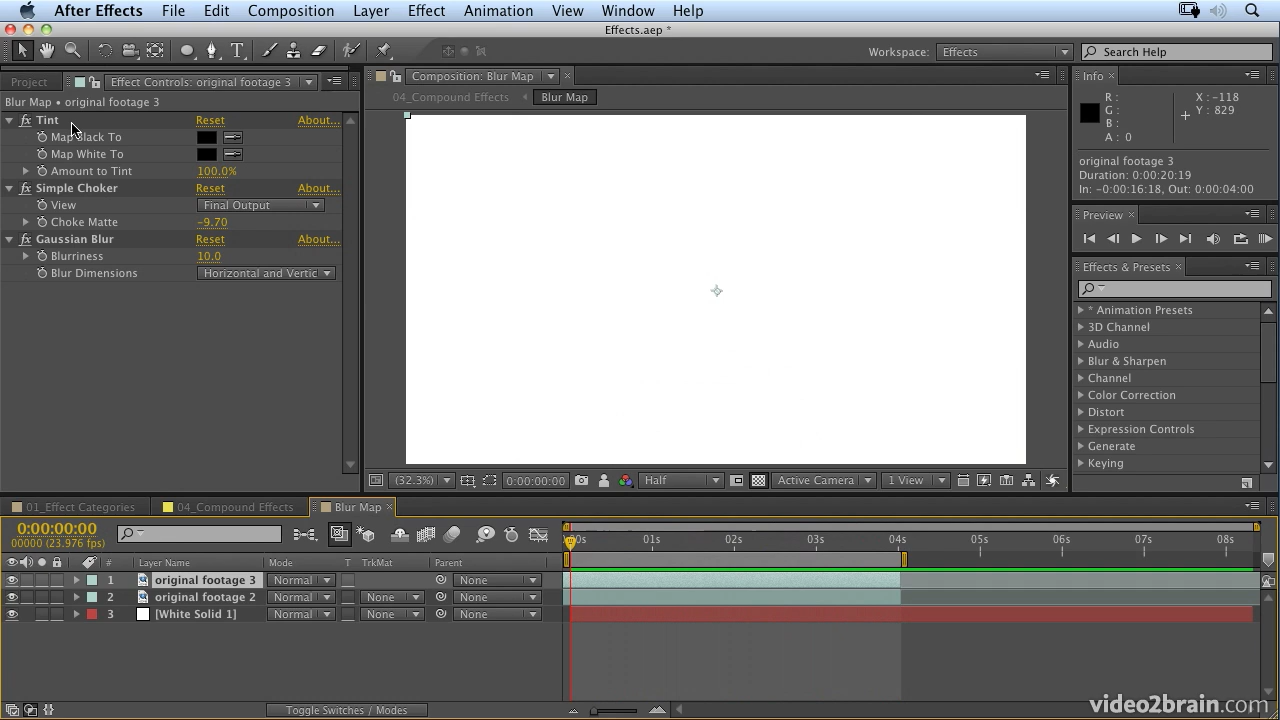 After Effects File Edit Composition Layer Effect Animation View Window Help
Effects.aep *
Workspace: Effects Search Help
Project Effect Controls: original footage 3 Composition: Blur Map Info
Blur Map • original footage 3
04_Compound Effects Blur Map
R: X : -118
G: Y : 829
B:
A: 0
Tint Reset About...
Map Black To
Map White To
Amount to Tint 100.0%
Simple Choker Reset About...
View Final Output
Choke Matte -9.70
Gaussian Blur Reset About...
Blurriness 10.0
Blur Dimensions Horizontal and Vertic
original footage 3
Duration: 0:00:20:19
In: -0:00:16:18, Out: 0:00:04:00
Preview
Effects & Presets
* Animation Presets
3D Channel
Audio
Blur & Sharpen
Channel
Color Correction
Distort
Expression Controls
Generate
Keying
(32.3%) 0:00:00:00 Half Active Camera 1 View
01_Effect Categories 04_Compound Effects Blur Map
0:00:00:00
00000 (23.976 fps)
00s 01s 02s 03s 04s 05s 06s 07s 08s
# Layer Name Mode T TrkMat Parent
1 original footage 3 Normal None
2 original footage 2 Normal None None
3 [White Solid 1] Normal None None
Toggle Switches / Modes
video2brain.com